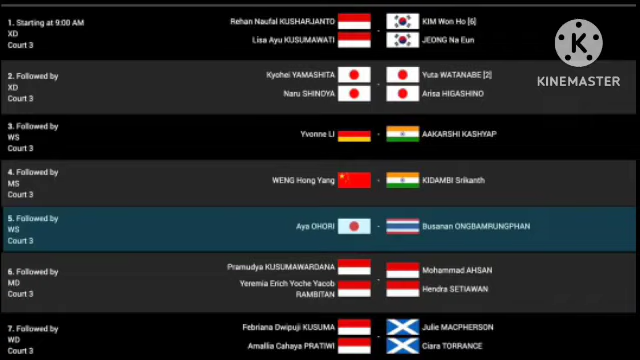 1. Starting at 9:00 AM
XD
Court 3
Rehan Naufal KUSHARJANTO
Lisa Ayu KUSUMAWATI
-
KIM Won Ho [6]
JEONG Na Eun
K
KINEMASTER
2. Followed by
XD
Court 3
Kyohei YAMASHITA
Naru SHINOYA
-
Yuta WATANABE [2]
Arisa HIGASHINO
3. Followed by
WS
Court 3
Yvonne LI
-
AAKARSHI KASHYAP
4. Followed by
MS
Court 3
WENG Hong Yang
-
KIDAMBI Srikanth
5. Followed by
WS
Court 3
Aya OHORI
-
Busanan ONGBAMRUNGPHAN
6. Followed by
MD
Court 3
Pramudya KUSUMAWARDANA
Yeremia Erich Yoche Yacob
RAMBITAN
-
Mohammad AHSAN
Hendra SETIAWAN
7. Followed by
WD
Court 3
Febriana Dwipuji KUSUMA
Amallia Cahaya PRATIWI
-
Julie MACPHERSON
Ciara TORRANCE